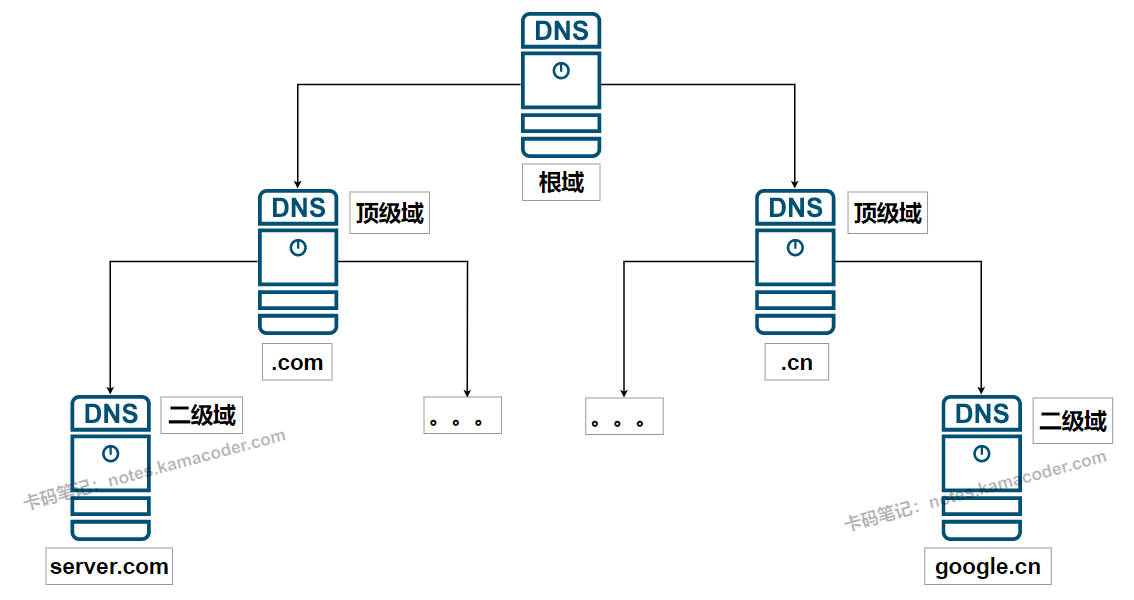 DNS
根域
DNS
顶级域
DNS
顶级域
.com
.cn
DNS
二级域
。。。
。。。
DNS
二级域
卡码笔记：notes.kamacoder.com
卡码笔记：notes.kamacoder.com
server.com
google.cn